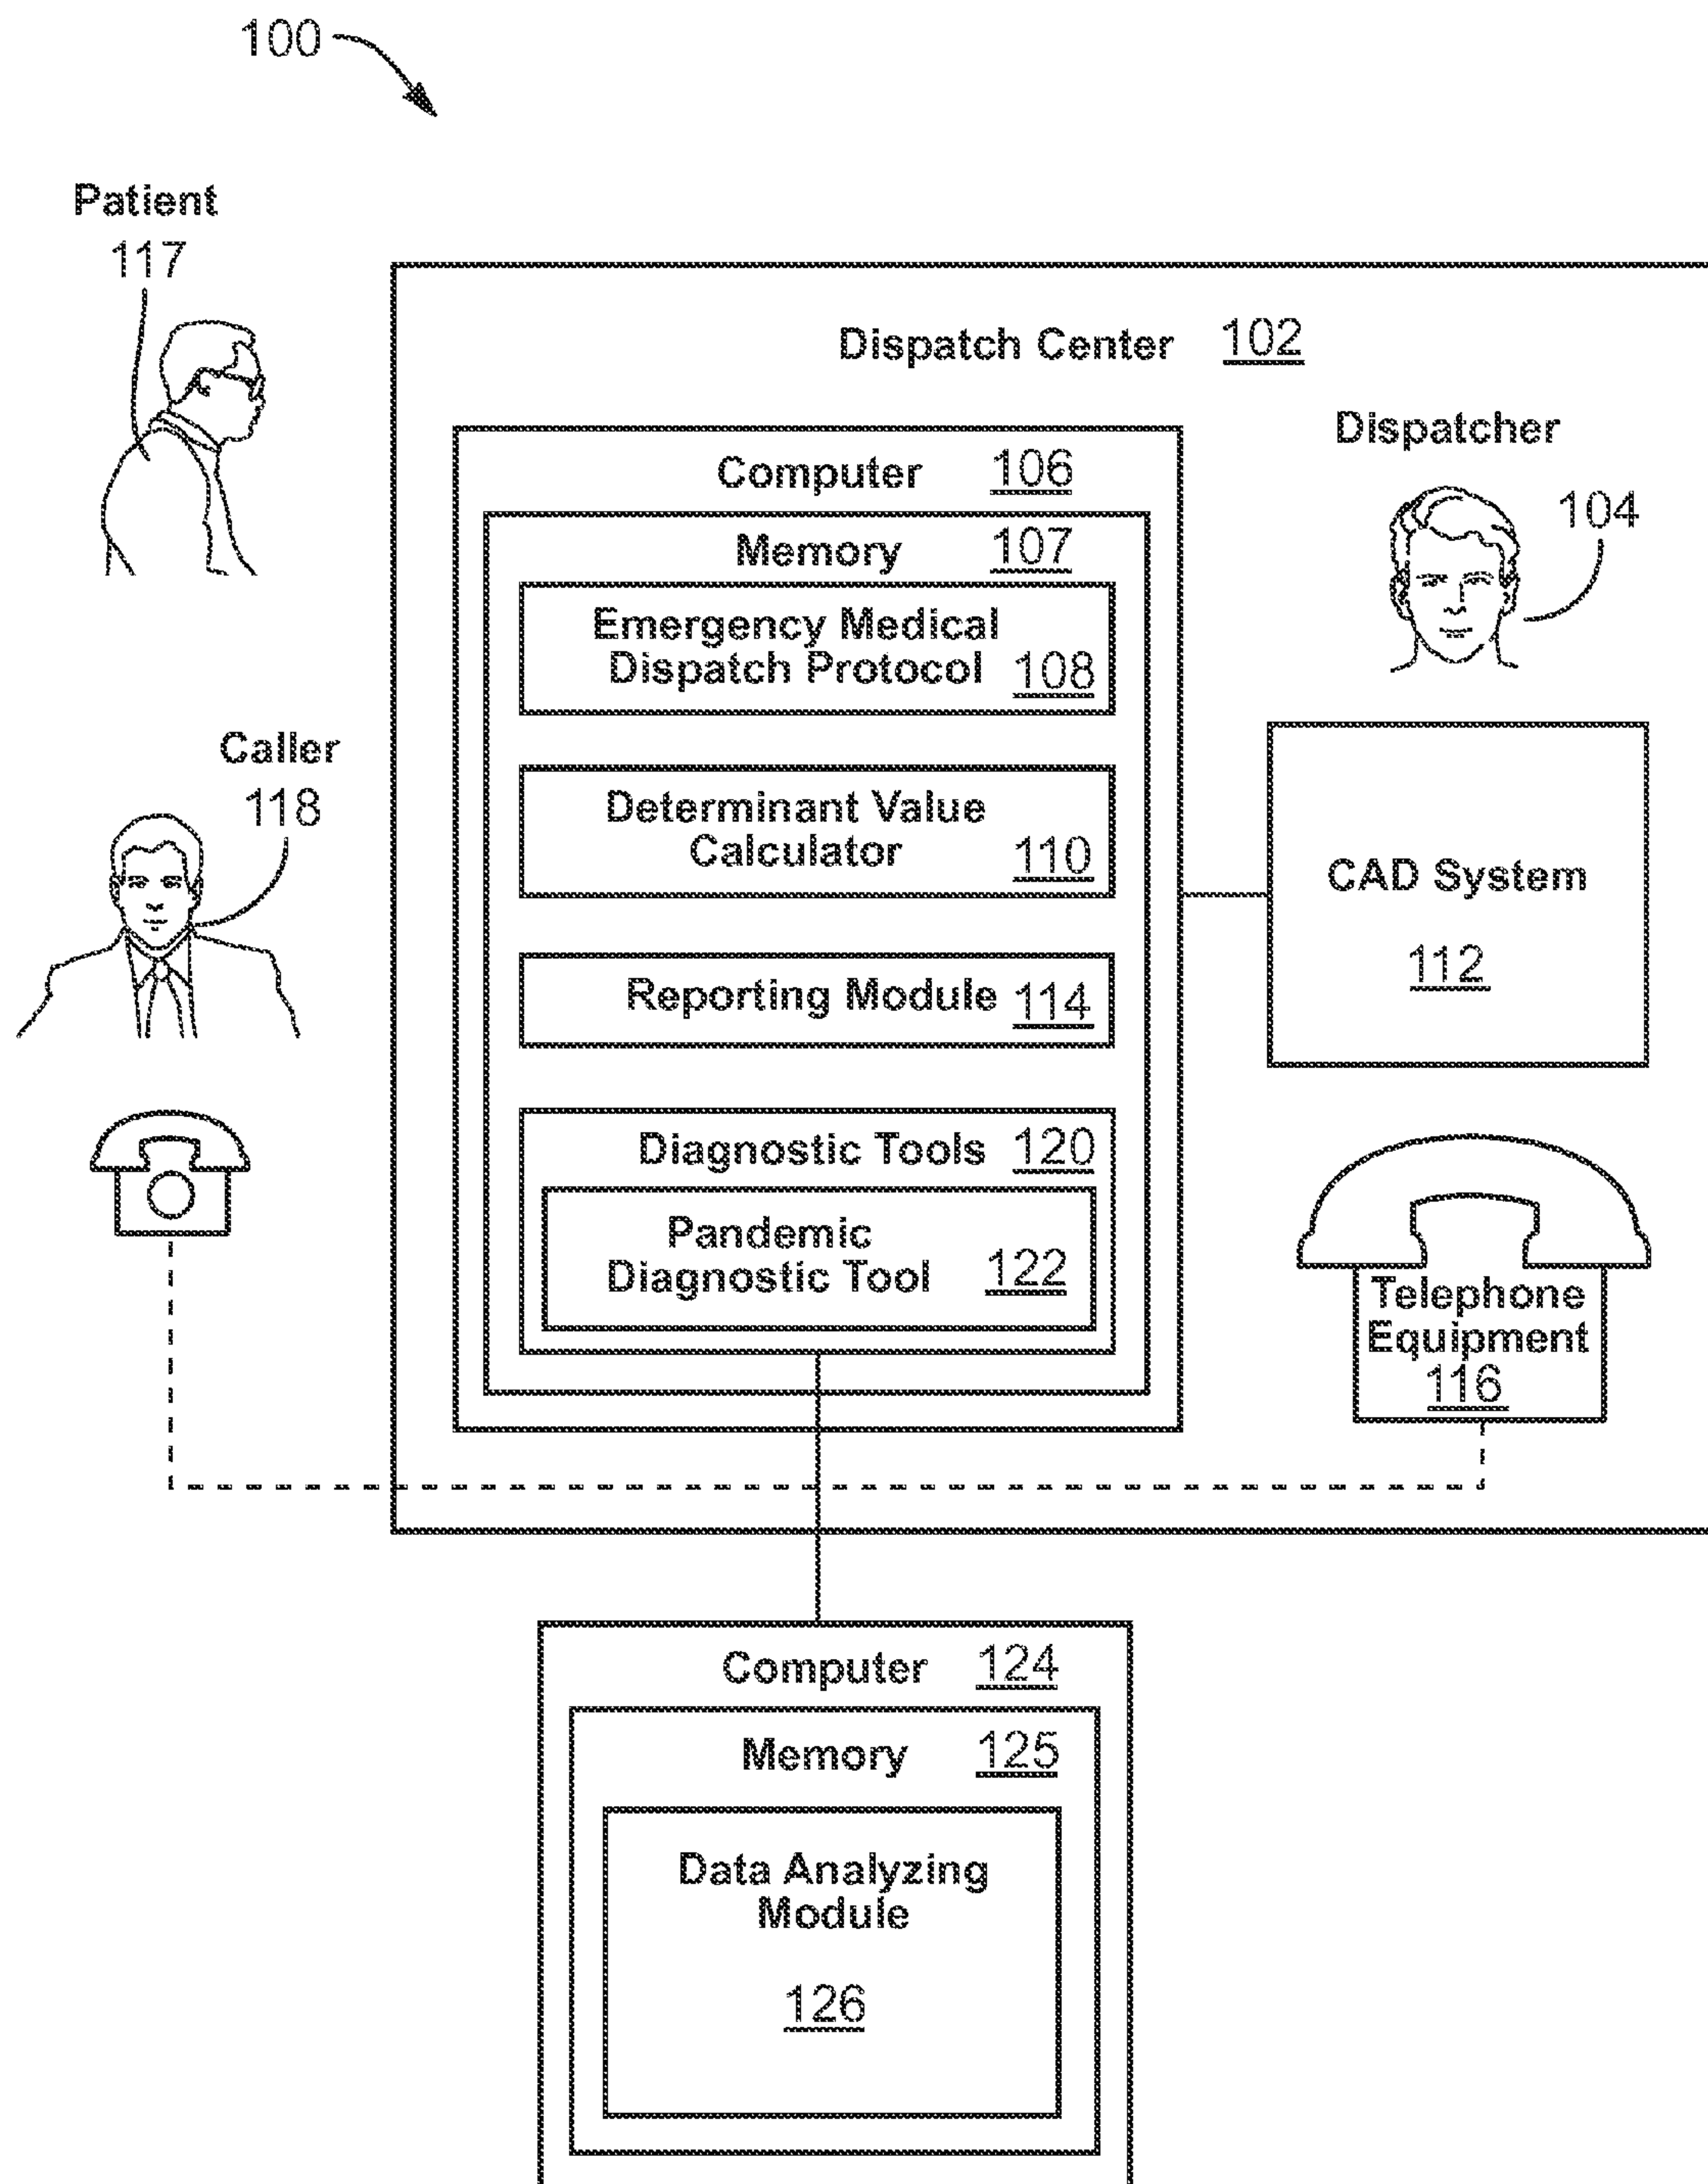 100
Patient
117
Dispatch Center 102
Dispatcher
104
Computer 106
Memory 107
Emergency Medical
Dispatch Protocol 108
Caller
118
Determinant Value
Calculator 110
CAD System
112
Reporting Module 114
Diagnostic Tools 120
Pandemic
Diagnostic Tool 122
Telephone
Equipment
116
Computer 124
Memory 125
Data Analyzing
Module
126